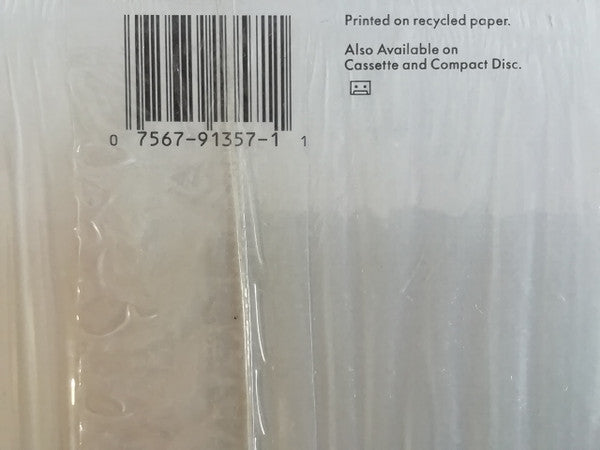 Printed on recycled paper.
Also Available on
Cassette and Compact Disc.
0 7567-91357-1 1